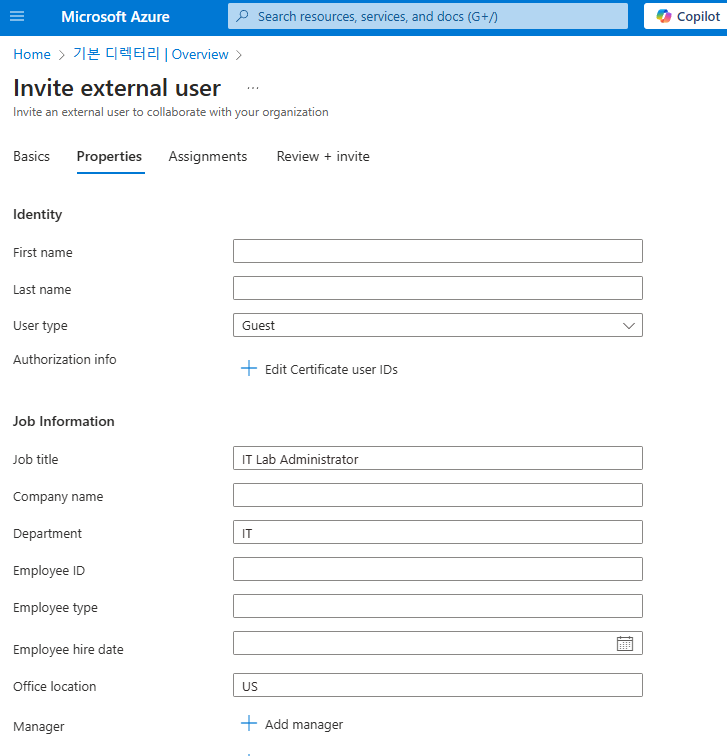 Microsoft Azure
Search resources, services, and docs (G+/)
Copilot
Home > 기본 디렉터리 | Overview >
Invite external user ...
Invite an external user to collaborate with your organization
Basics Properties Assignments Review + invite
Identity
First name
Last name
User type Guest
Authorization info
+ Edit Certificate user IDs
Job Information
Job title IT Lab Administrator
Company name
Department IT
Employee ID
Employee type
Employee hire date
Office location US
Manager + Add manager